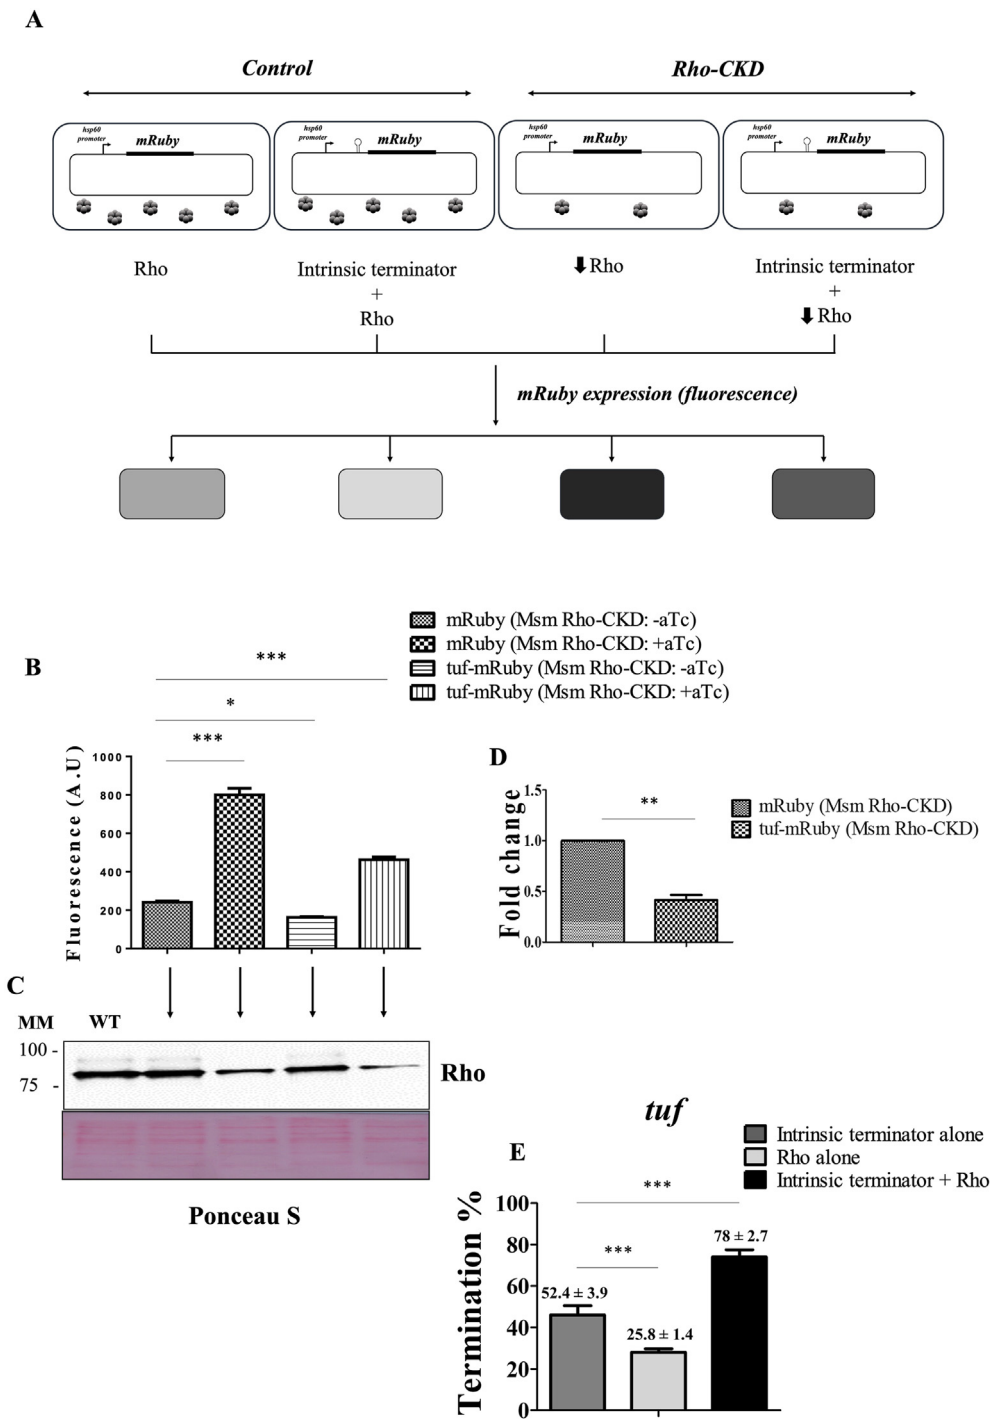 A
Control
Rho-CKD
hsp60
promoter
mRuby
hsp60
promoter
mRuby
hsp60
promoter
mRuby
hsp60
promoter
mRuby
Rho
Intrinsic terminator
+
Rho
Rho
Intrinsic terminator
+
Rho
mRuby expression (fluorescence)
B
mRuby (Msm Rho-CKD: -aTc)
mRuby (Msm Rho-CKD: +aTc)
tuf-mRuby (Msm Rho-CKD: -aTc)
tuf-mRuby (Msm Rho-CKD: +aTc)
***
*
***
Fluorescence (A.U)
1000
800
600
400
200
0
D
Fold change
1.5
1.0
0.5
0.0
**
mRuby (Msm Rho-CKD)
tuf-mRuby (Msm Rho-CKD)
C
MM
WT
100 -
75 -
Rho
Ponceau S
tuf
E
Intrinsic terminator alone
Rho alone
Intrinsic terminator + Rho
Termination %
100
80
60
40
20
0
***
***
52.4 ± 3.9
25.8 ± 1.4
78 ± 2.7